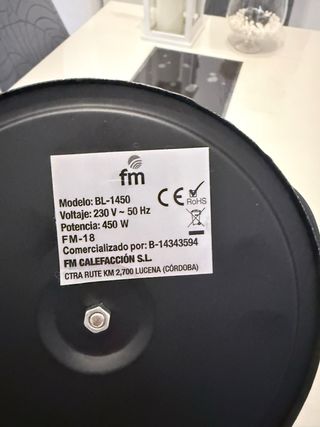 fm
Modelo: BL-1450
Voltaje: 230 V ~ 50 Hz
Potencia: 450 W
FM-18
Comercializado por: B-14343594
FM CALEFACCIÓN S.L.
CTRA RUTE KM 2,700 LUCENA (CÓRDOBA)
CE
RoHS